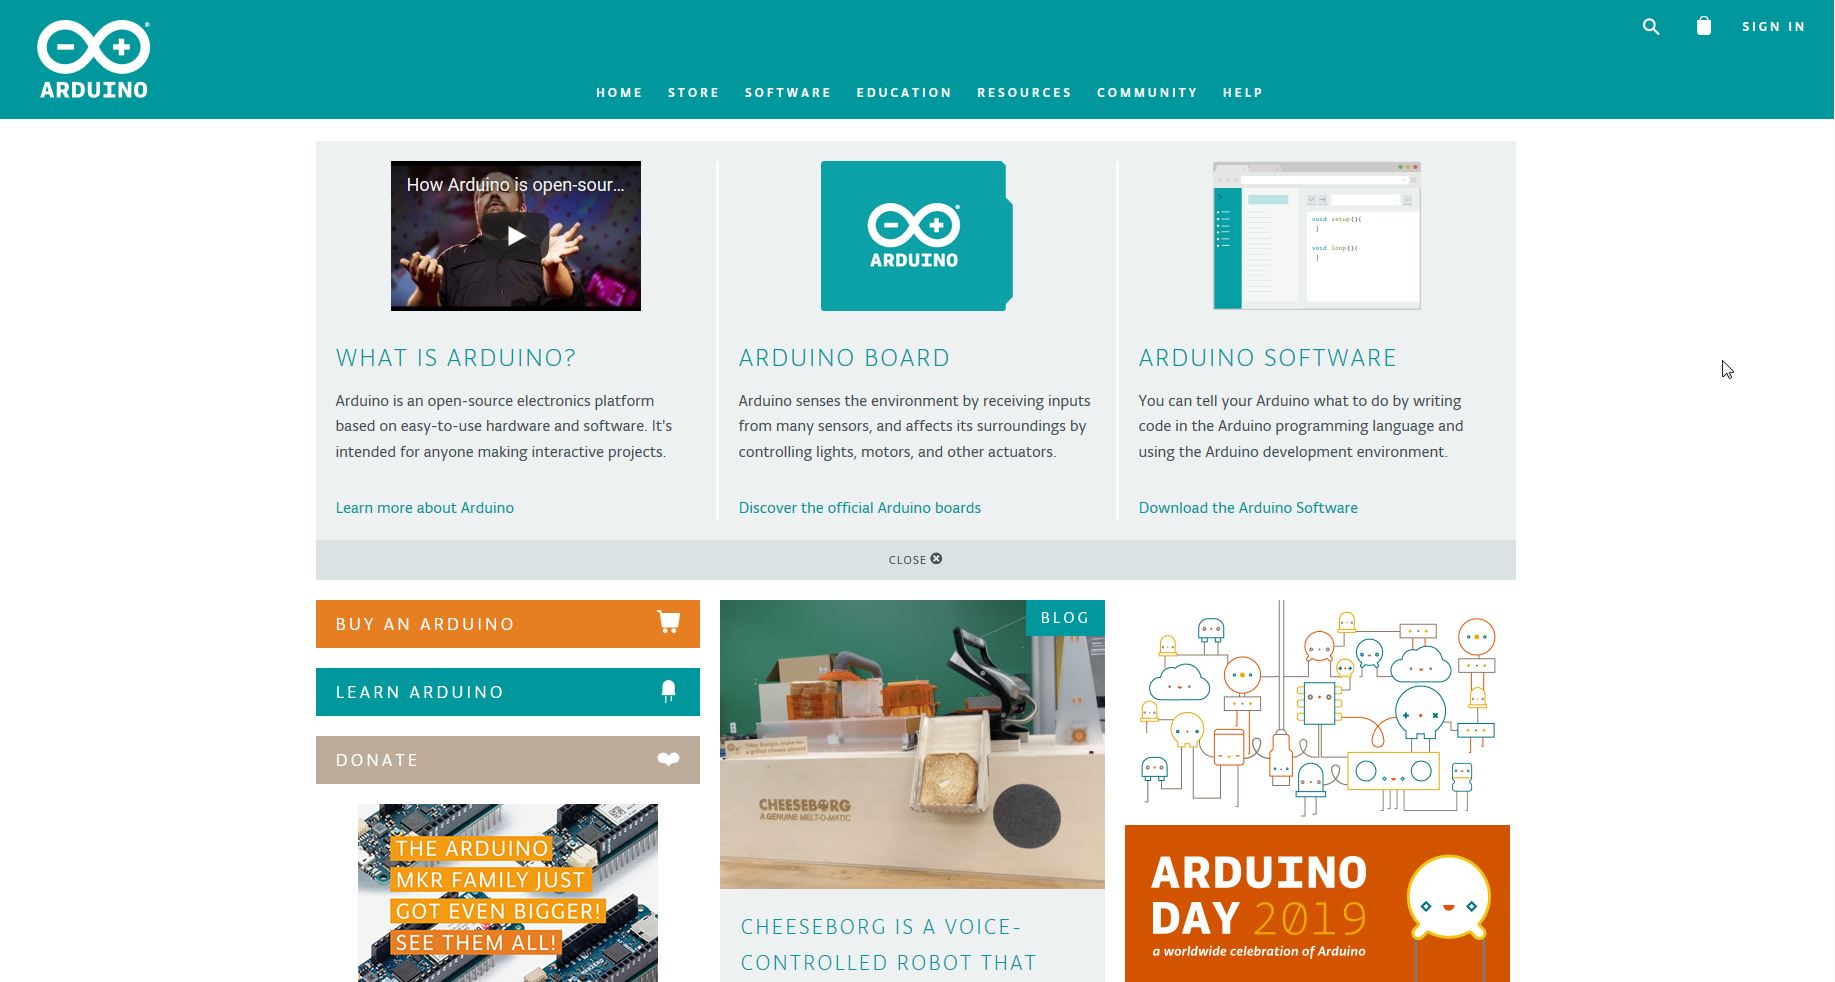 ARDUINO
SIGN IN
HOME STORE SOFTWARE EDUCATION RESOURCES COMMUNITY HELP
How Arduino is open-sour...
ARDUINO
void setup(){
}
void loop(){
}
WHAT IS ARDUINO?
Arduino is an open-source electronics platform
based on easy-to-use hardware and software. It's
intended for anyone making interactive projects.
Learn more about Arduino
ARDUINO BOARD
Arduino senses the environment by receiving inputs
from many sensors, and affects its surroundings by
controlling lights, motors, and other actuators.
Discover the official Arduino boards
ARDUINO SOFTWARE
You can tell your Arduino what to do by writing
code in the Arduino programming language and
using the Arduino development environment.
Download the Arduino Software
CLOSE
BUY AN ARDUINO
LEARN ARDUINO
DONATE
THE ARDUINO
MKR FAMILY JUST
GOT EVEN BIGGER!
SEE THEM ALL!
BLOG
"Hey Google, make me
a grilled cheese please"
CHEESEBORG
A GENUINE MELT-O-MATIC
CHEESEBORG IS A VOICE-
CONTROLLED ROBOT THAT
ARDUINO
DAY 2019
a worldwide celebration of Arduino